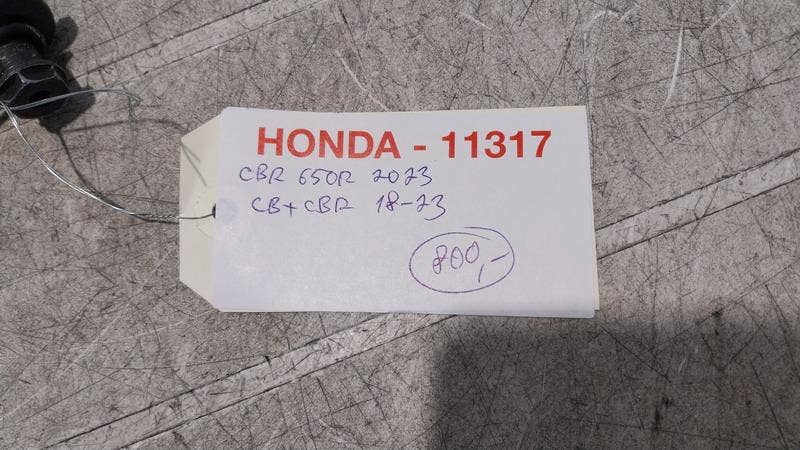 HONDA - 11317
CBR 650R 2023
CB+CBR 18-23
800,-